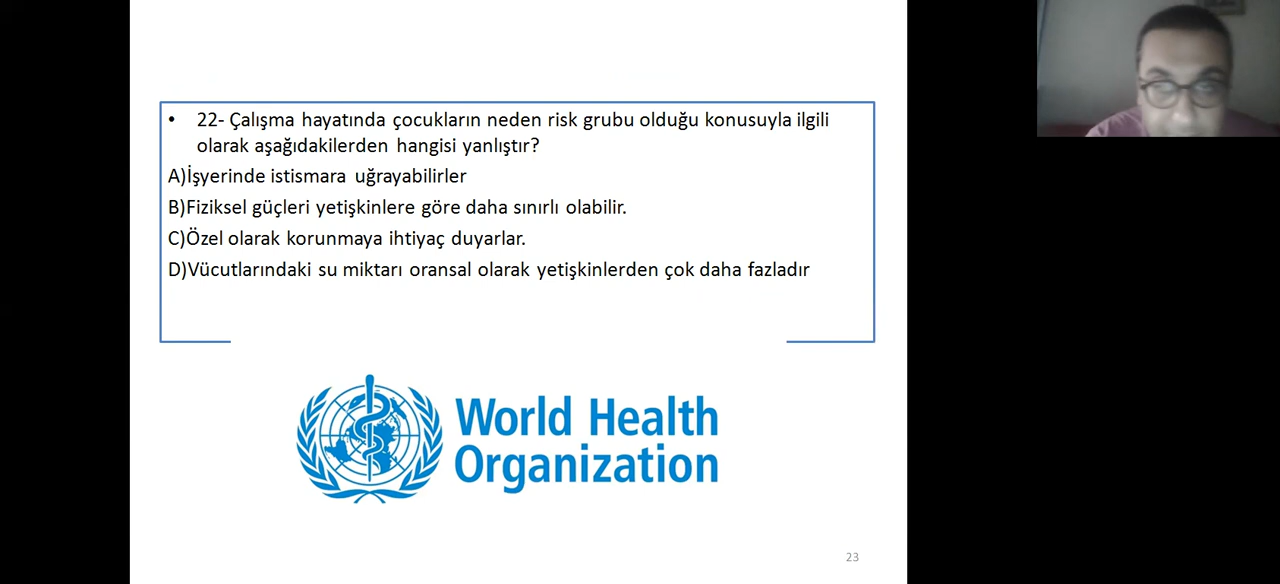 • 22- Çalışma hayatında çocukların neden risk grubu olduğu konusuyla ilgili
olarak aşağıdakilerden hangisi yanlıştır?
A)İşyerinde istismara uğrayabilirler
B)Fiziksel güçleri yetişkinlere göre daha sınırlı olabilir.
C)Özel olarak korunmaya ihtiyaç duyarlar.
D)Vücutlarındaki su miktarı oransal olarak yetişkinlerden çok daha fazladır
World Health
Organization
23